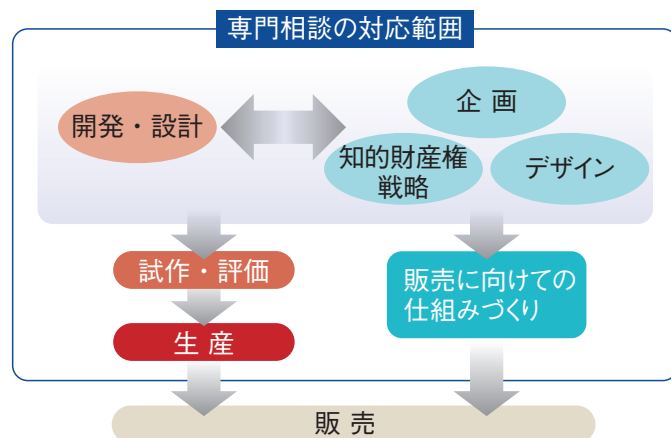 専門相談の対応範囲
開発・設計
企 画
知的財産権
戦略
デザイン
試作・評価
販売に向けての
仕組みづくり
生 産
販 売